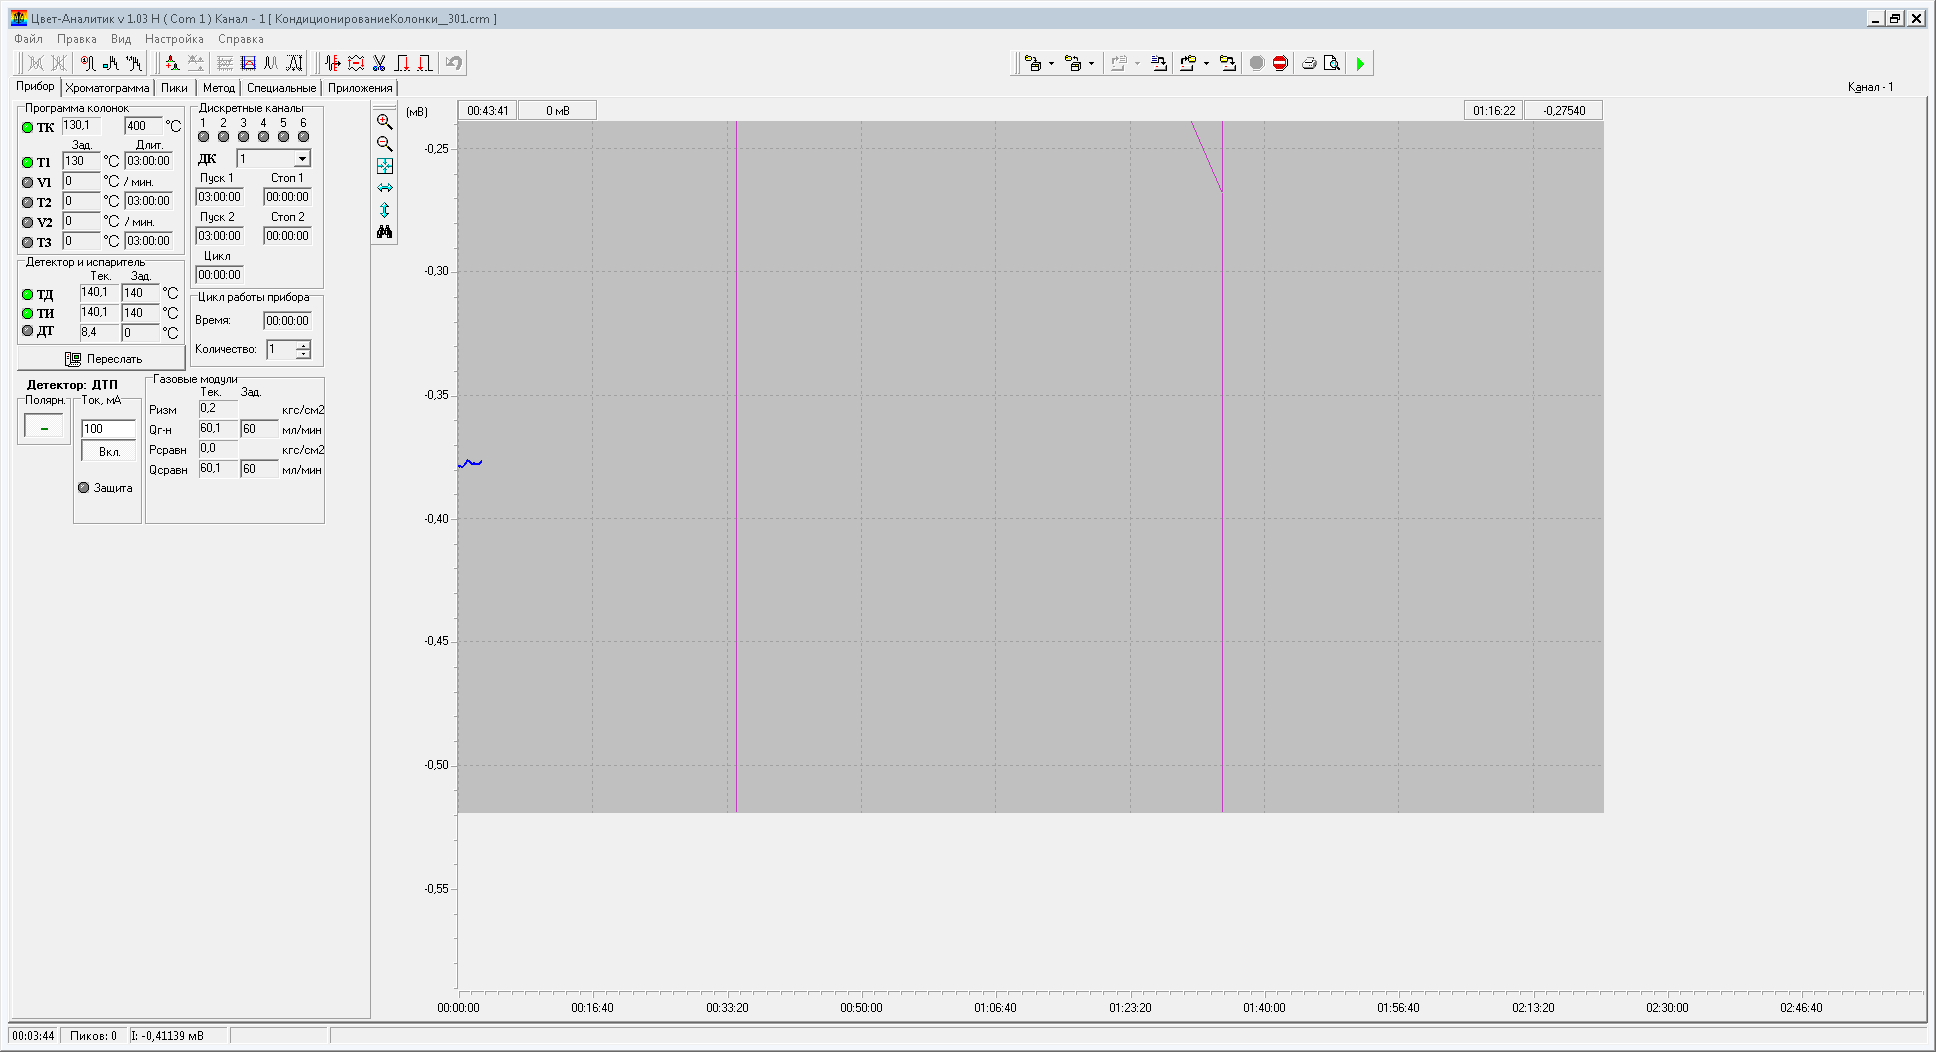 Цвет-Аналитик v 1.03 Н ( Com 1 ) Канал - 1 [ КондиционированиеКолонки__301.crm ]
Файл Правка Вид Настройка Справка
Прибор Хроматограмма Пики Метод Специальные Приложения
Канал - 1
Программа колонок
ТК 130,1 400 °C
Зад. Длит.
Т1 130 °C 03:00:00
V1 0 °C / мин.
Т2 0 °C 03:00:00
V2 0 °C / мин.
Т3 0 °C 03:00:00
Детектор и испаритель
Тек. Зад.
ТД 140,1 140 °C
ТИ 140,1 140 °C
ДТ 8,4 0 °C
Переслать
Дискретные каналы
1 2 3 4 5 6
ДК 1
Пуск 1 Стоп 1
03:00:00 00:00:00
Пуск 2 Стоп 2
03:00:00 00:00:00
Цикл
00:00:00
Цикл работы прибора
Время: 00:00:00
Количество: 1
Детектор: ДТП
Полярн.
-
Ток, мА
100
Вкл.
Защита
Газовые модули
Тек. Зад.
Ризм 0,2 кгс/см2
Qг-н 60,1 60 мл/мин
Рсравн 0,0 кгс/см2
Qсравн 60,1 60 мл/мин
(мВ) 00:43:41 0 мВ 01:16:22 -0,27540
-0,25
-0,30
-0,35
-0,40
-0,45
-0,50
-0,55
00:00:00 00:16:40 00:33:20 00:50:00 01:06:40 01:23:20 01:40:00 01:56:40 02:13:20 02:30:00 02:46:40
00:03:44 Пиков: 0 I: -0,41139 мВ